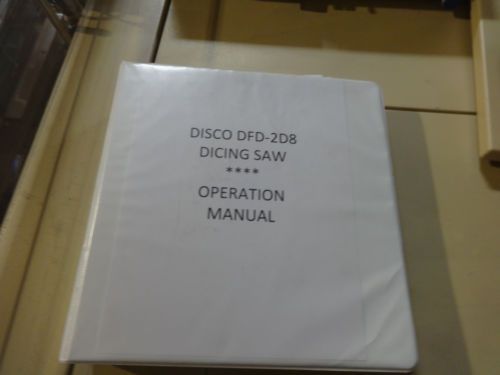 DISCO DFD-2D8
DICING SAW
****
OPERATION
MANUAL